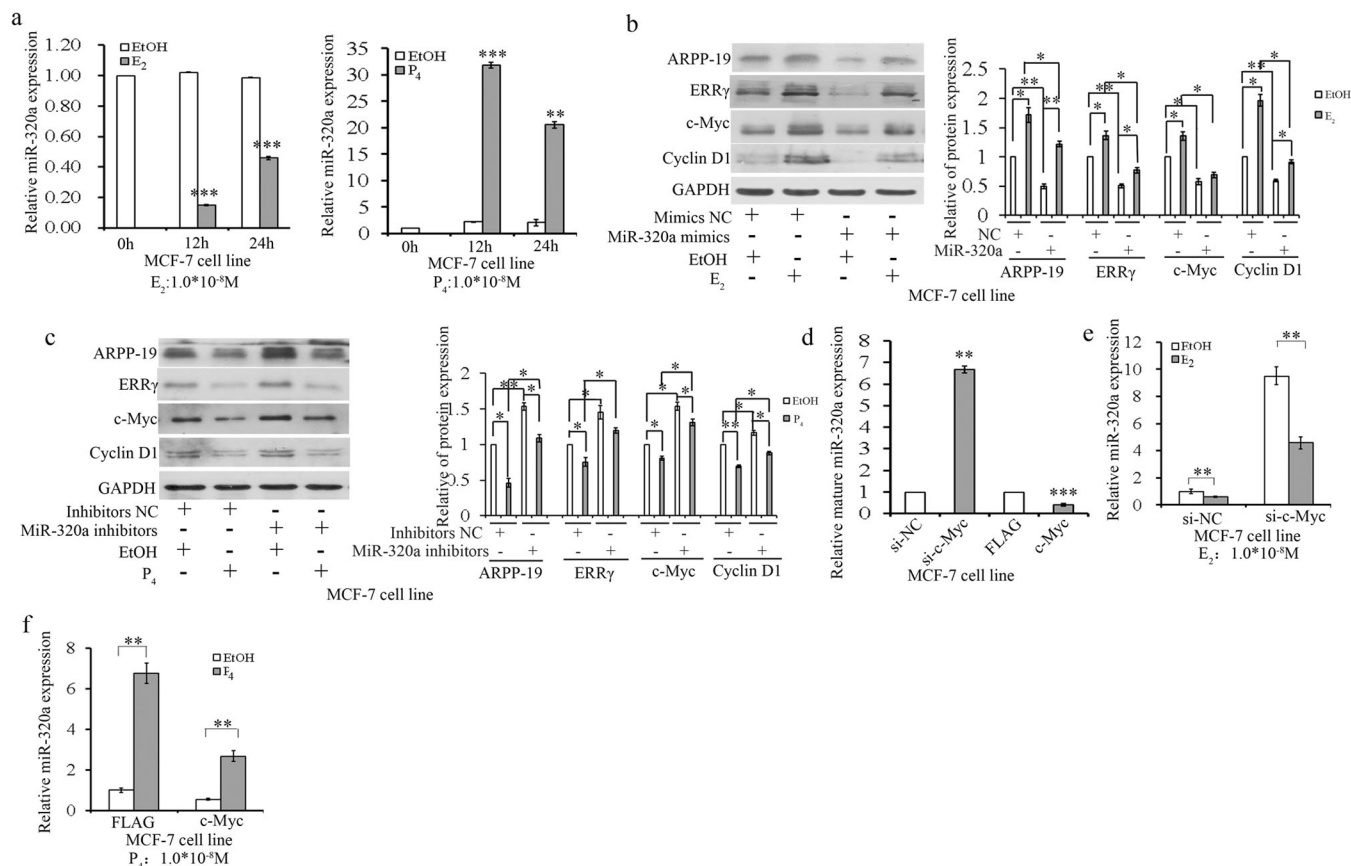 a
Relative miR-320a expression
1.20
1.00
0.80
0.60
0.40
0.20
0.00
EtOH
E2
***
***
0h 12h 24h
MCF-7 cell line
E2:1.0*10-8M
Relative miR-320a expression
35
30
25
20
15
10
5
0
EtOH
P4
***
**
0h 12h 24h
MCF-7 cell line
P4:1.0*10-8M
b
ARPP-19
ERRγ
c-Myc
Cyclin D1
GAPDH
Mimics NC + + - -
MiR-320a mimics - - + +
EtOH + - + -
E2 - + - +
Relative of protein expression
2.5
2
1.5
1
0.5
0
EtOH
E2
* ** * **
* ** * *
* * *
* ** * *
NC + - + - + - + -
MiR-320a - + - + - + - +
ARPP-19 ERRγ c-Myc Cyclin D1
MCF-7 cell line
c
ARPP-19
ERRγ
c-Myc
Cyclin D1
GAPDH
Inhibitors NC + + - -
MiR-320a inhibitors - - + +
EtOH + - + -
P4 - + - +
Relative of protein expression
2
1.5
1
0.5
0
EtOH
P4
* ** * *
* * *
* * * *
** * * *
Inhibitors NC + - + - + - + -
MiR-320a inhibitors - + - + - + - +
ARPP-19 ERRγ c-Myc Cyclin D1
MCF-7 cell line
d
Relative mature miR-320a expression
8
7
6
5
4
3
2
1
0
**
***
si-NC si-c-Myc FLAG c-Myc
MCF-7 cell line
e
Relative miR-320a expression
12
10
8
6
4
2
0
EtOH
E2
**
**
si-NC si-c-Myc
MCF-7 cell line
E2: 1.0*10-8M
f
Relative miR-320a expression
8
6
4
2
0
EtOH
P4
**
**
FLAG c-Myc
MCF-7 cell line
P4: 1.0*10-8M